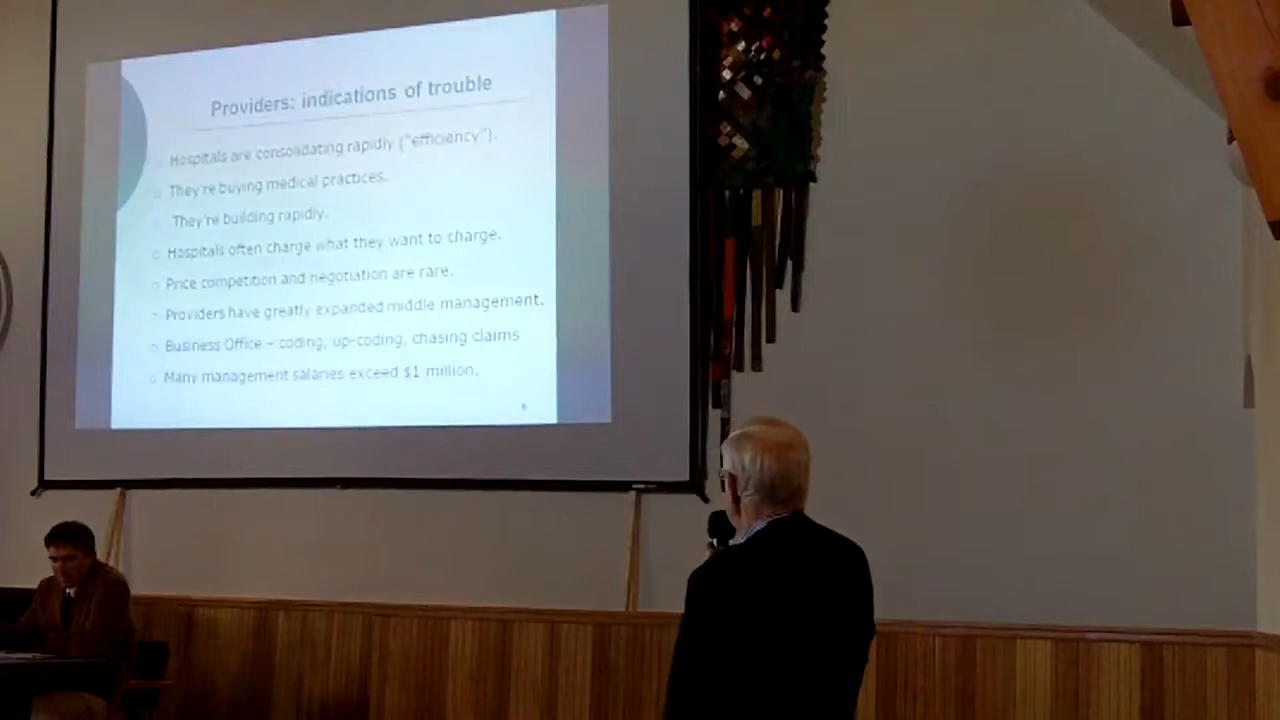 Providers: indications of trouble
Hospitals are consolidating rapidly ("efficiency").
They're buying medical practices.
They're building rapidly.
Hospitals often charge what they want to charge.
Price competition and negotiation are rare.
Providers have greatly expanded middle management.
Business Office – coding, up-coding, chasing claims
Many management salaries exceed $1 million.